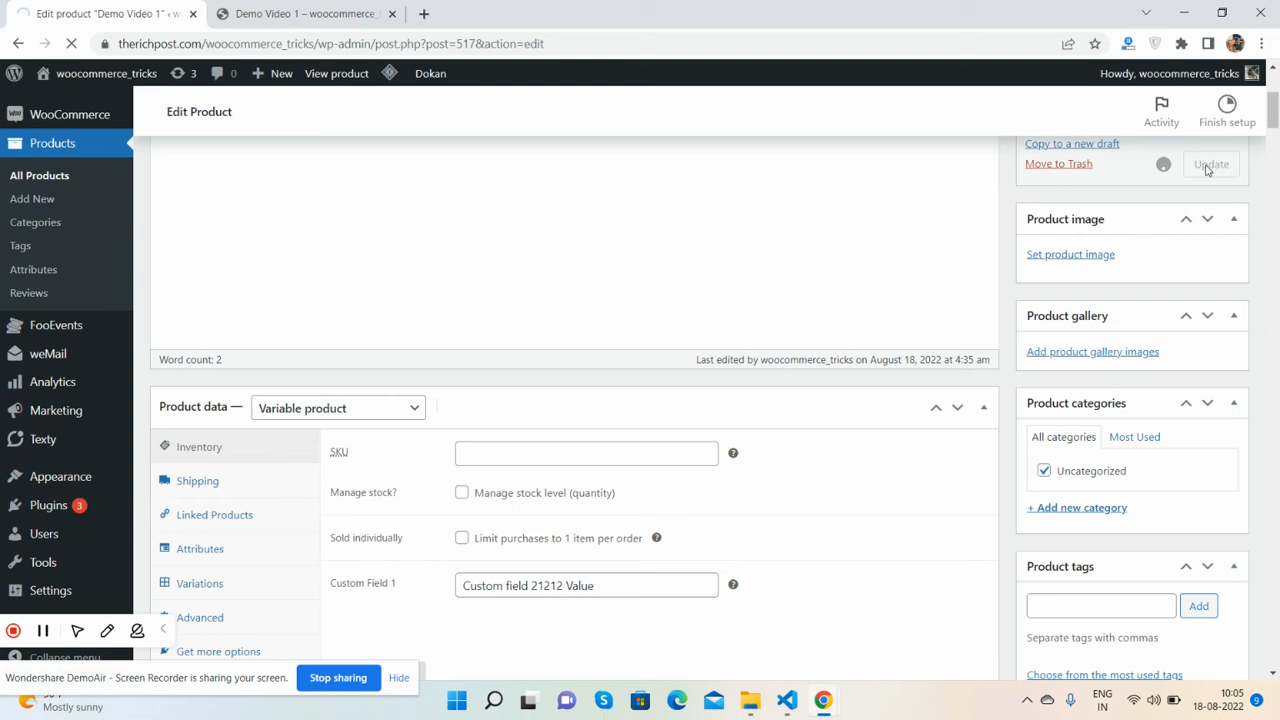 Edit product "Demo Video 1" ‹ w
Demo Video 1 – woocommerce_
therichpost.com/woocommerce_tricks/wp-admin/post.php?post=517&action=edit
woocommerce_tricks
3
0
New
View product
Dokan
Howdy, woocommerce_tricks
WooCommerce
Products
All Products
Add New
Categories
Tags
Attributes
Reviews
FooEvents
weMail
Analytics
Marketing
Texty
Appearance
Plugins 3
Users
Tools
Settings
Collapse menu
Edit Product
Activity
Finish setup
Copy to a new draft
Move to Trash
Update
Word count: 2
Last edited by woocommerce_tricks on August 18, 2022 at 4:35 am
Product data —
Variable product
Inventory
Shipping
Linked Products
Attributes
Variations
Advanced
Get more options
SKU
Manage stock?
Manage stock level (quantity)
Sold individually
Limit purchases to 1 item per order
Custom Field 1
Custom field 21212 Value
Product image
Set product image
Product gallery
Add product gallery images
Product categories
All categories
Most Used
Uncategorized
+ Add new category
Product tags
Add
Separate tags with commas
Choose from the most used tags
Wondershare DemoAir - Screen Recorder is sharing your screen.
Stop sharing
Hide
Mostly sunny
ENG
IN
10:05
18-08-2022
9